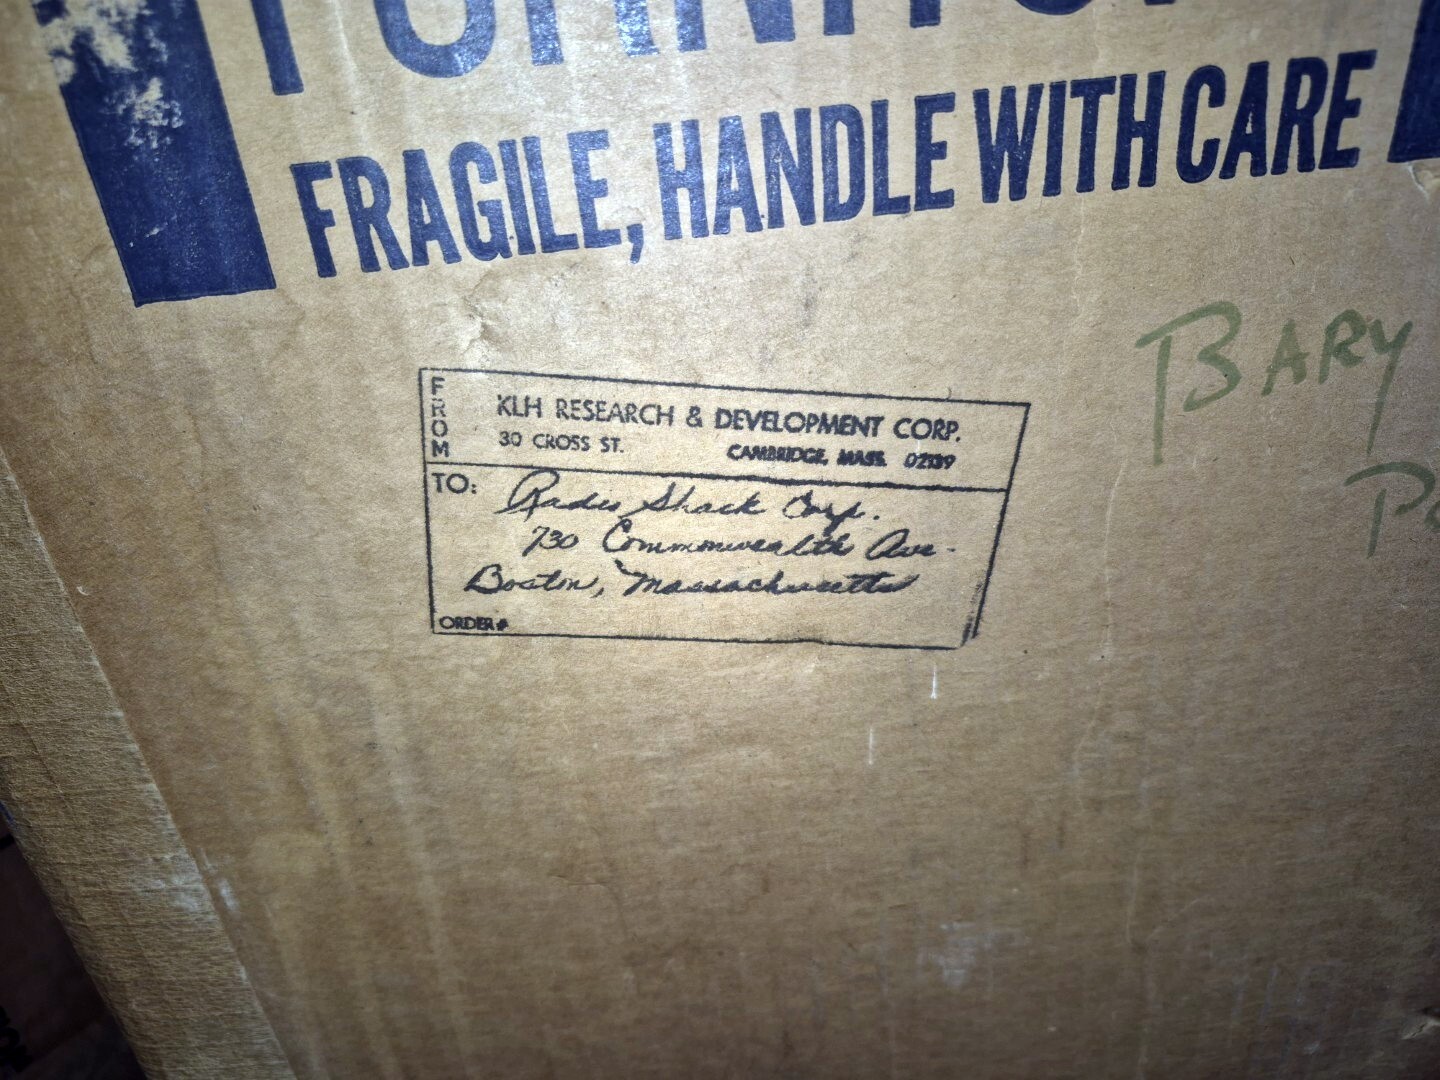 FRAGILE, HANDLE WITH CARE
BARY
FROM
KLH RESEARCH & DEVELOPMENT CORP.
30 CROSS ST. CAMBRIDGE, MASS. 02139
TO: Radio Shack Corp.
730 Commonwealth Ave.
Boston, Massachusetts
ORDER#